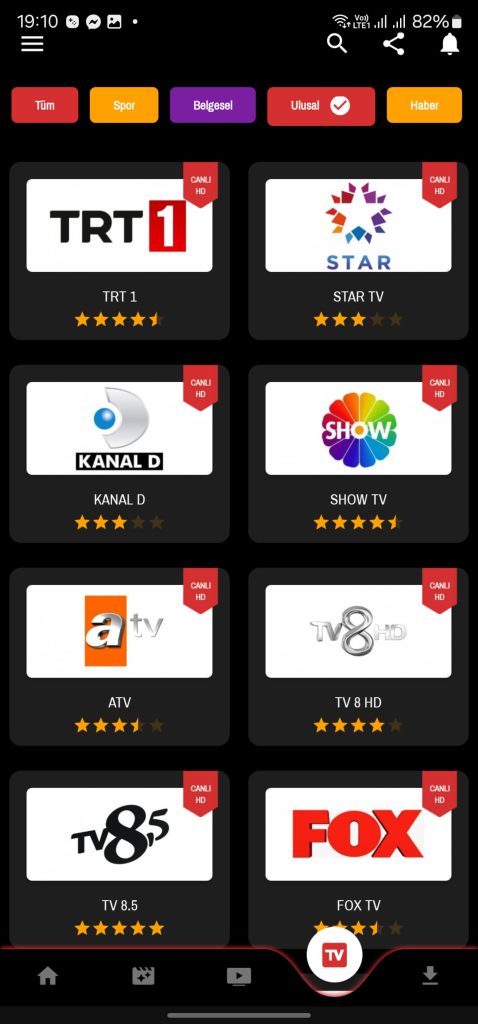 19:10
Vo)) LTE1
82%
Tüm
Spor
Belgesel
Ulusal
Haber
CANLI
HD
TRT 1
TRT 1
CANLI
HD
STAR
STAR TV
CANLI
HD
KANAL D
KANAL D
CANLI
HD
SHOW
SHOW TV
CANLI
HD
atv
ATV
CANLI
HD
TV8HD
TV 8 HD
CANLI
HD
TV8,5
TV 8.5
CANLI
HD
FOX
FOX TV
TV